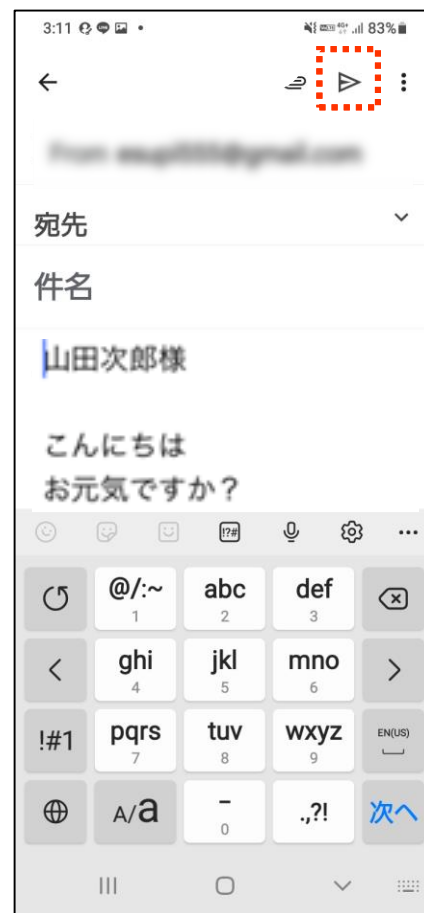 3:11
83%
宛先
件名
山田次郎様
こんにちは
お元気ですか？
!?#
@/:~ abc def
1 2 3
ghi jkl mno
4 5 6
!#1 pqrs tuv wxyz EN(US)
7 8 9
A/a - .,?! 次へ
0